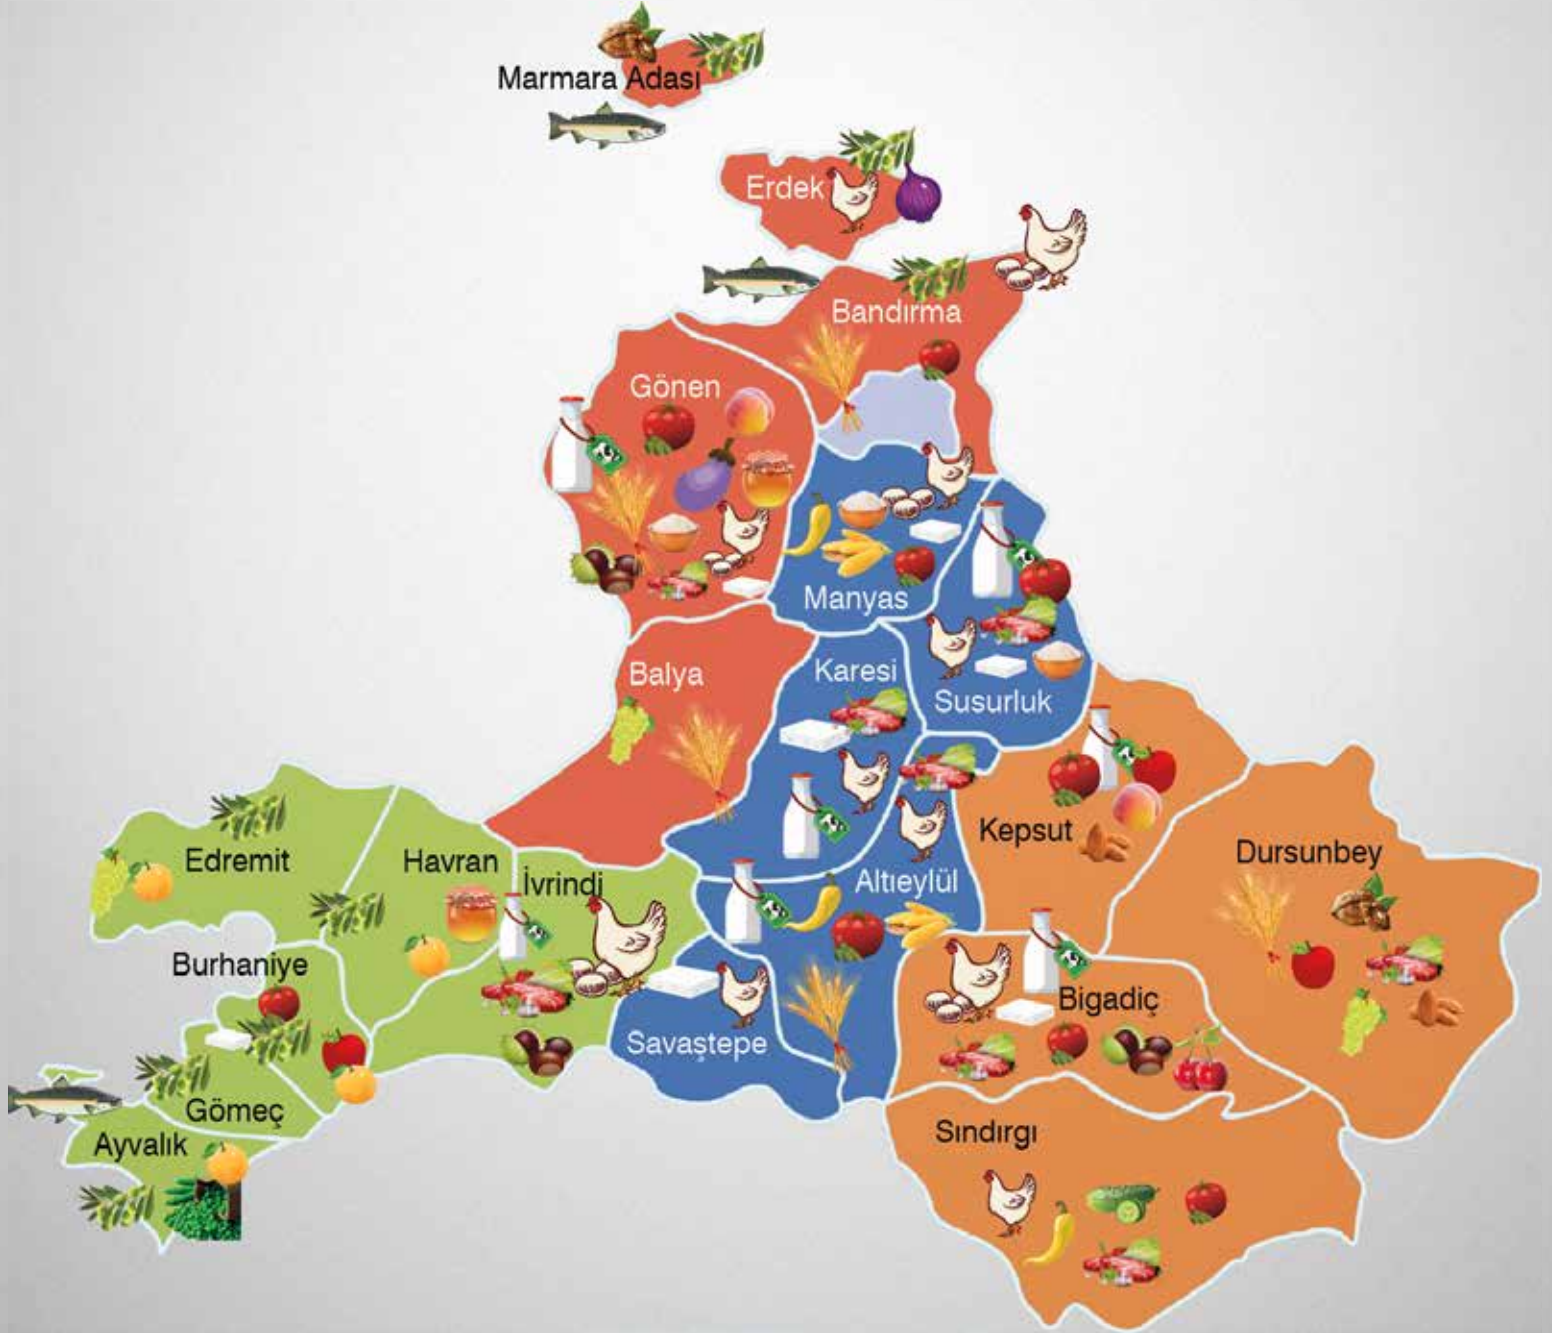 Marmara Adası
Erdek
Bandırma
Gönen
Manyas
Balya
Karesi
Susurluk
Kepsut
Dursunbey
Edremit
Havran
İvrindi
Altıeylül
Burhaniye
Bigadiç
Savaştepe
Gömeç
Ayvalık
Sındırgı